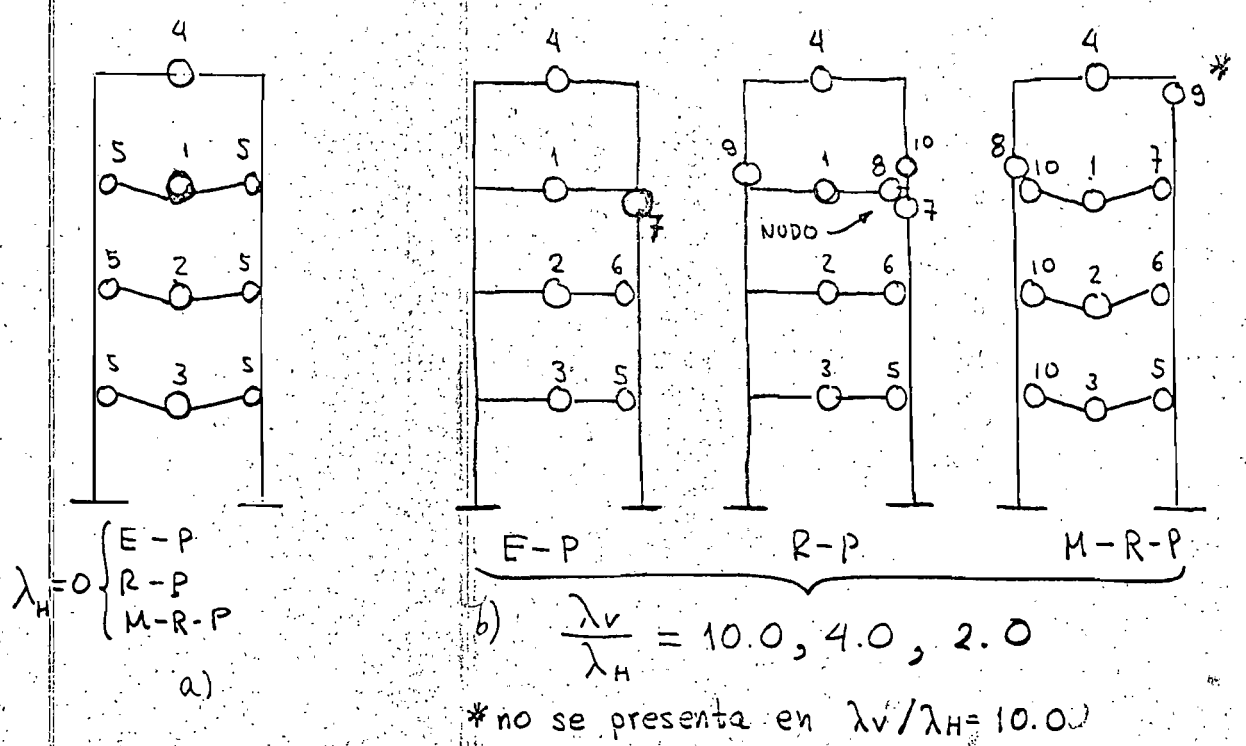 4
5 1 5
5 2 5
5 3 5
λH=0 { E-P
R-P
M-R-P
a)
4
1
7
2 6
3 5
E-P
4
9 1 8 10
7
NUDO
2 6
3 5
R-P
4
*
9
8 10 1 7
10 2 6
10 3 5
M-R-P
b) λv/λH = 10.0, 4.0, 2.0
* no se presenta en λv/λH= 10.0